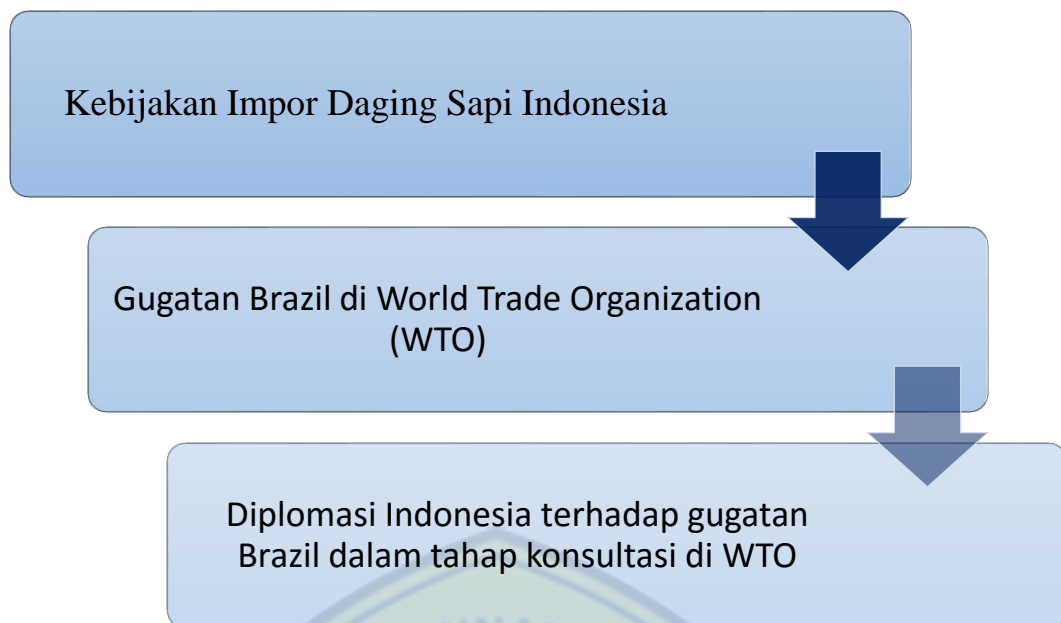 Kebijakan Impor Daging Sapi Indonesia
Gugatan Brazil di World Trade Organization
(WTO)
Diplomasi Indonesia terhadap gugatan
Brazil dalam tahap konsultasi di WTO